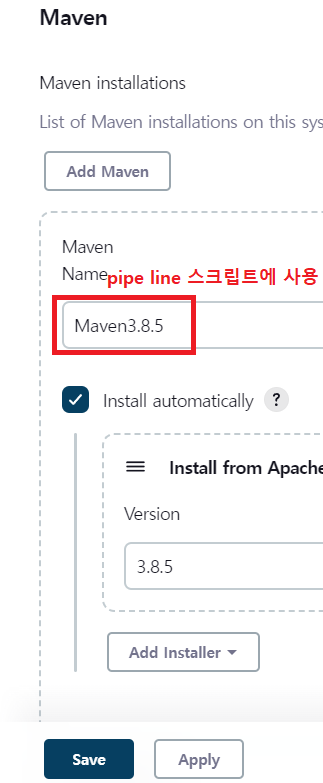 Maven
Maven installations
List of Maven installations on this sys
Add Maven
Maven
Name
pipe line 스크립트에 사용
Maven3.8.5
Install automatically ?
Install from Apache
Version
3.8.5
Add Installer
Save
Apply